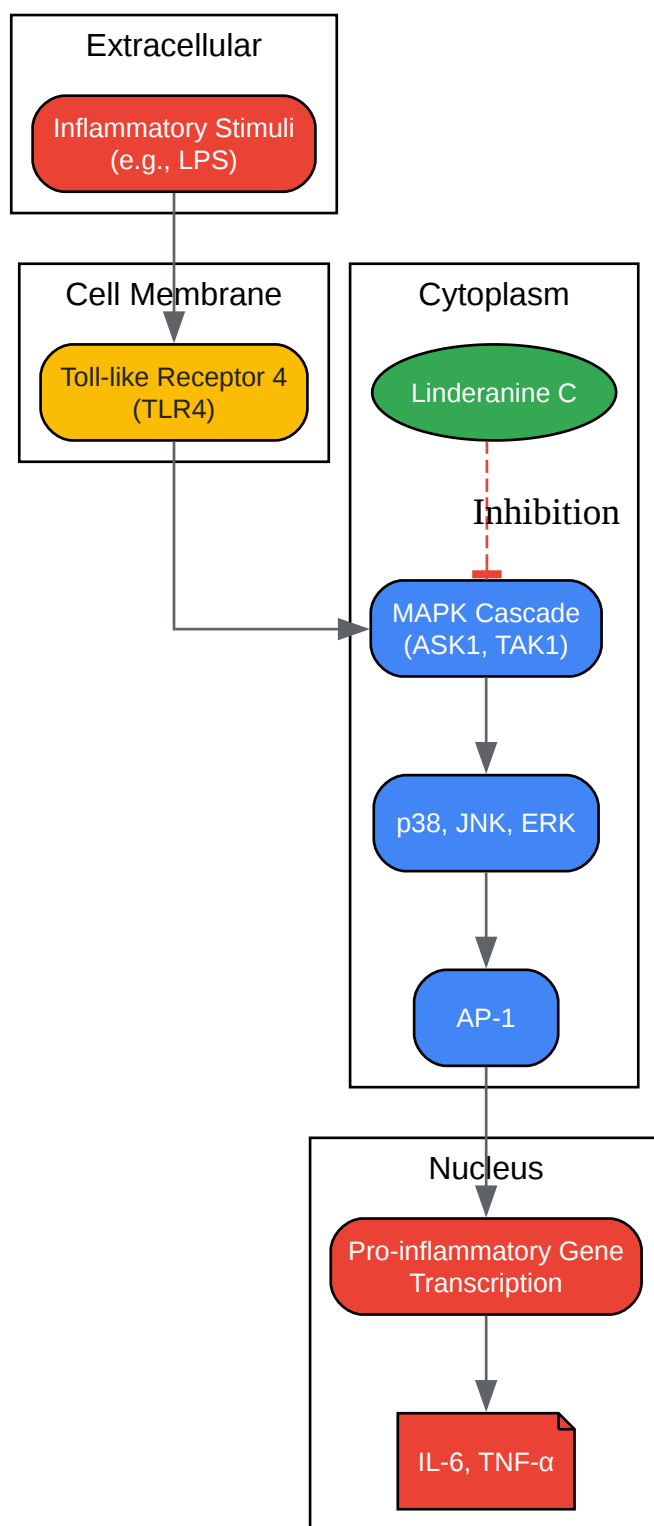 Extracellular
Inflammatory Stimuli
(e.g., LPS)
Cell Membrane
Toll-like Receptor 4
(TLR4)
Cytoplasm
Linderanine C
Inhibition
MAPK Cascade
(ASK1, TAK1)
p38, JNK, ERK
AP-1
Nucleus
Pro-inflammatory Gene
Transcription
IL-6, TNF-α